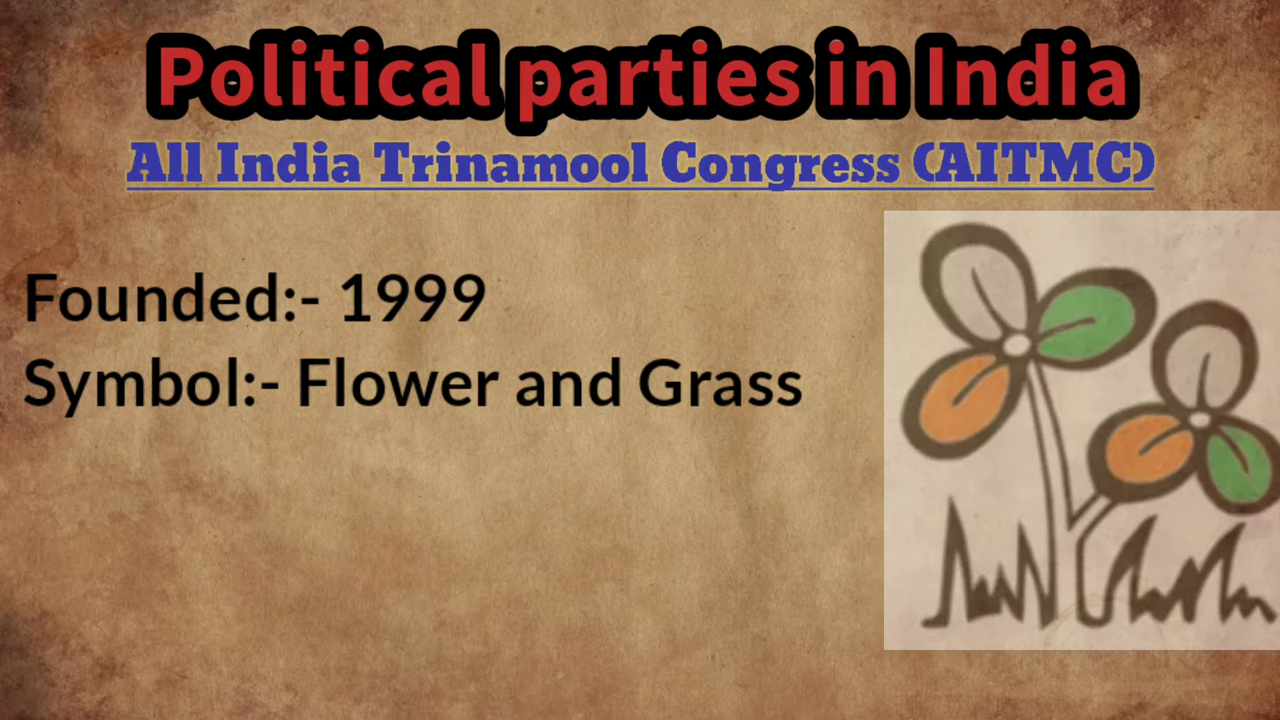 Political parties in India
All India Trinamool Congress (AITMC)
Founded:- 1999
Symbol:- Flower and Grass